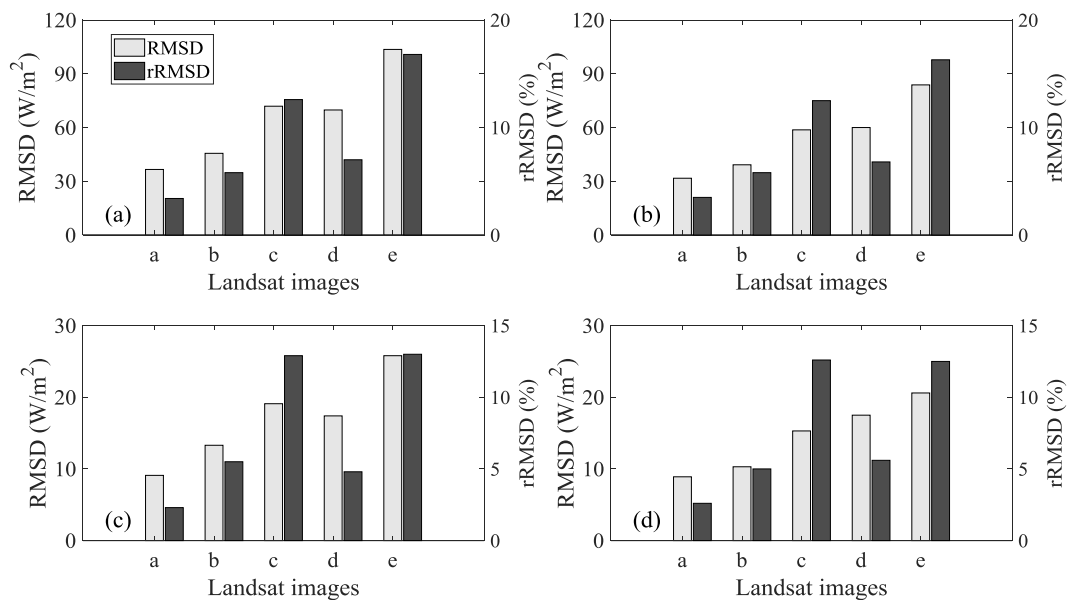 120
90
60
30
0
RMSD (W/m²)
RMSD
rRMSD
(a)
20
10
0
rRMSD (%)
a b c d e
Landsat images
120
90
60
30
0
RMSD (W/m²)
(b)
20
10
0
rRMSD (%)
a b c d e
Landsat images
30
20
10
0
RMSD (W/m²)
(c)
15
10
5
0
rRMSD (%)
a b c d e
Landsat images
30
20
10
0
RMSD (W/m²)
(d)
15
10
5
0
rRMSD (%)
a b c d e
Landsat images